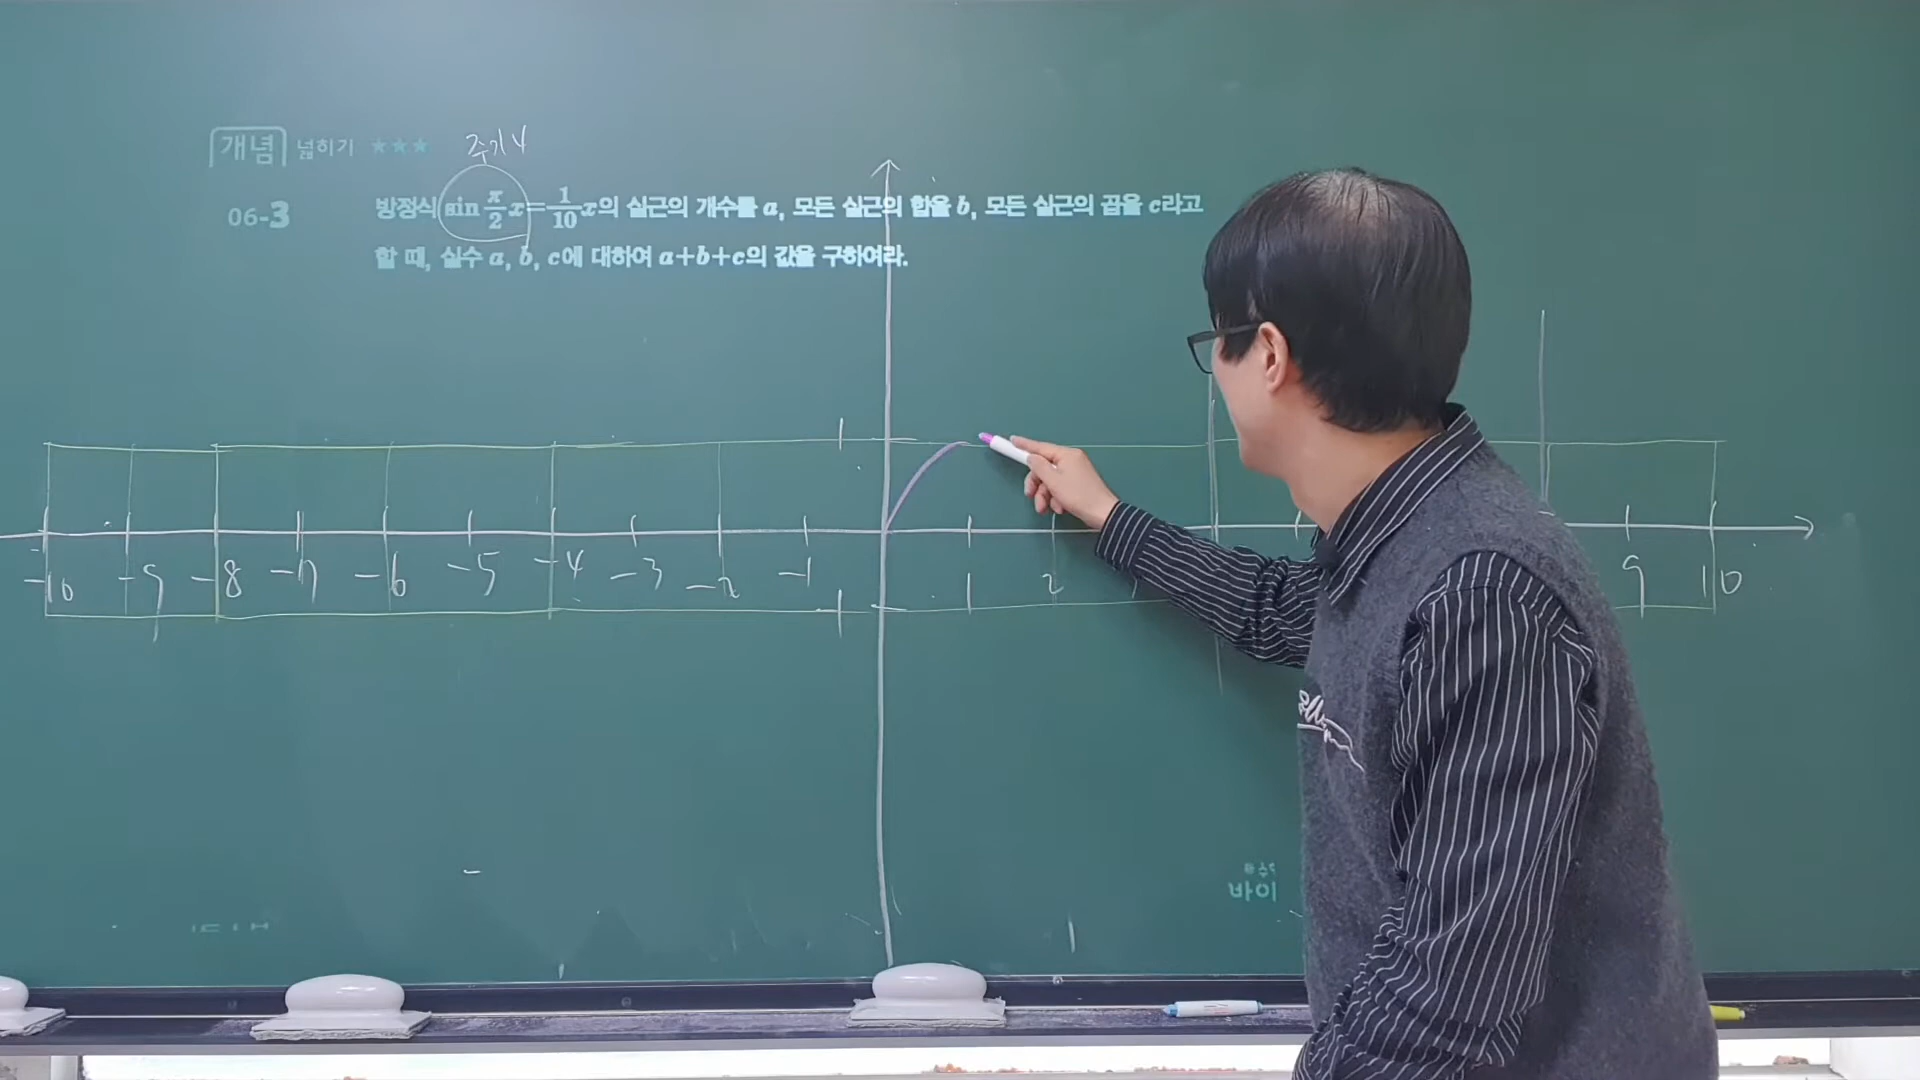 개념 넓히기 ★★★
주기 4
06-3 방정식 sin π/2 x = 1/10 x의 실근의 개수를 a, 모든 실근의 합을 b, 모든 실근의 곱을 c라고
할 때, 실수 a, b, c에 대하여 a+b+c의 값을 구하여라.
-10 -9 -8 -7 -6 -5 -4 -3 -2 -1 1 2 9 10
바이